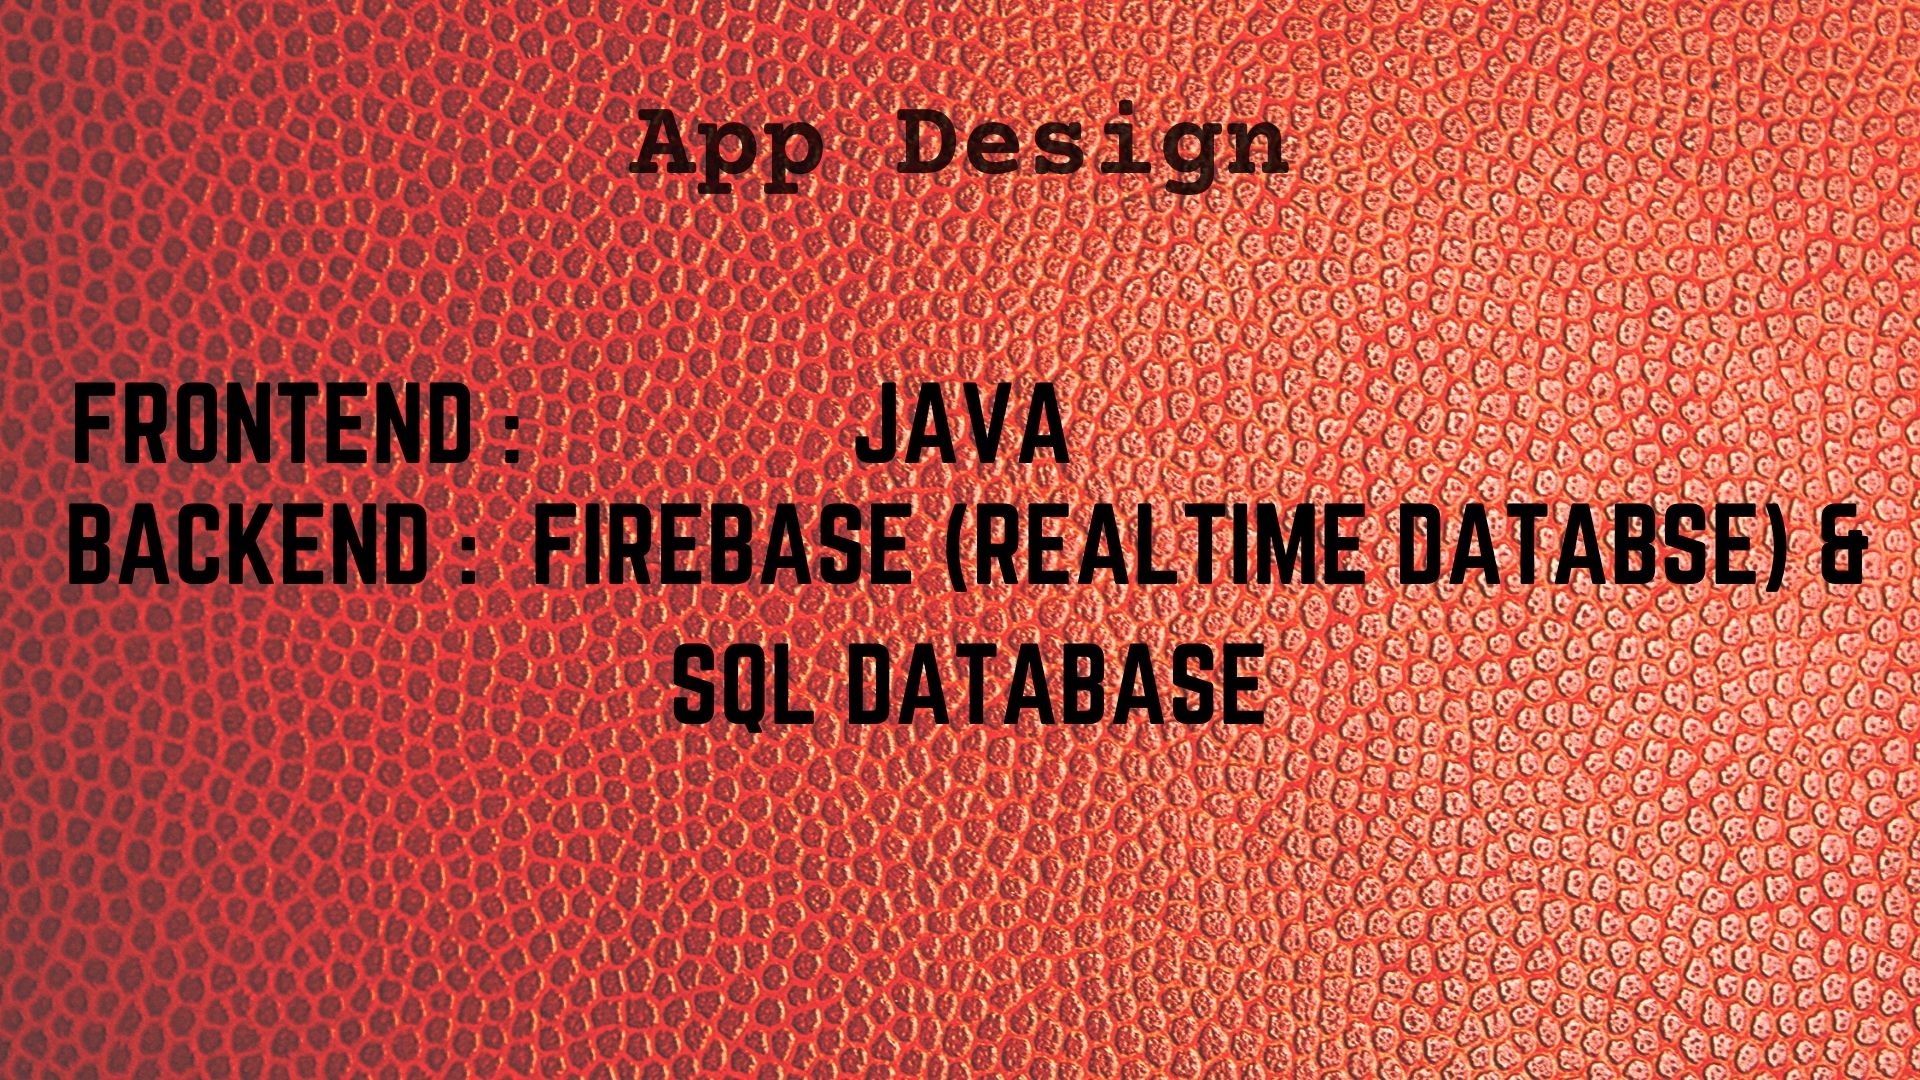 App Design
FRONTEND : JAVA
BACKEND : FIREBASE (REALTIME DATABSE) &
SQL DATABASE